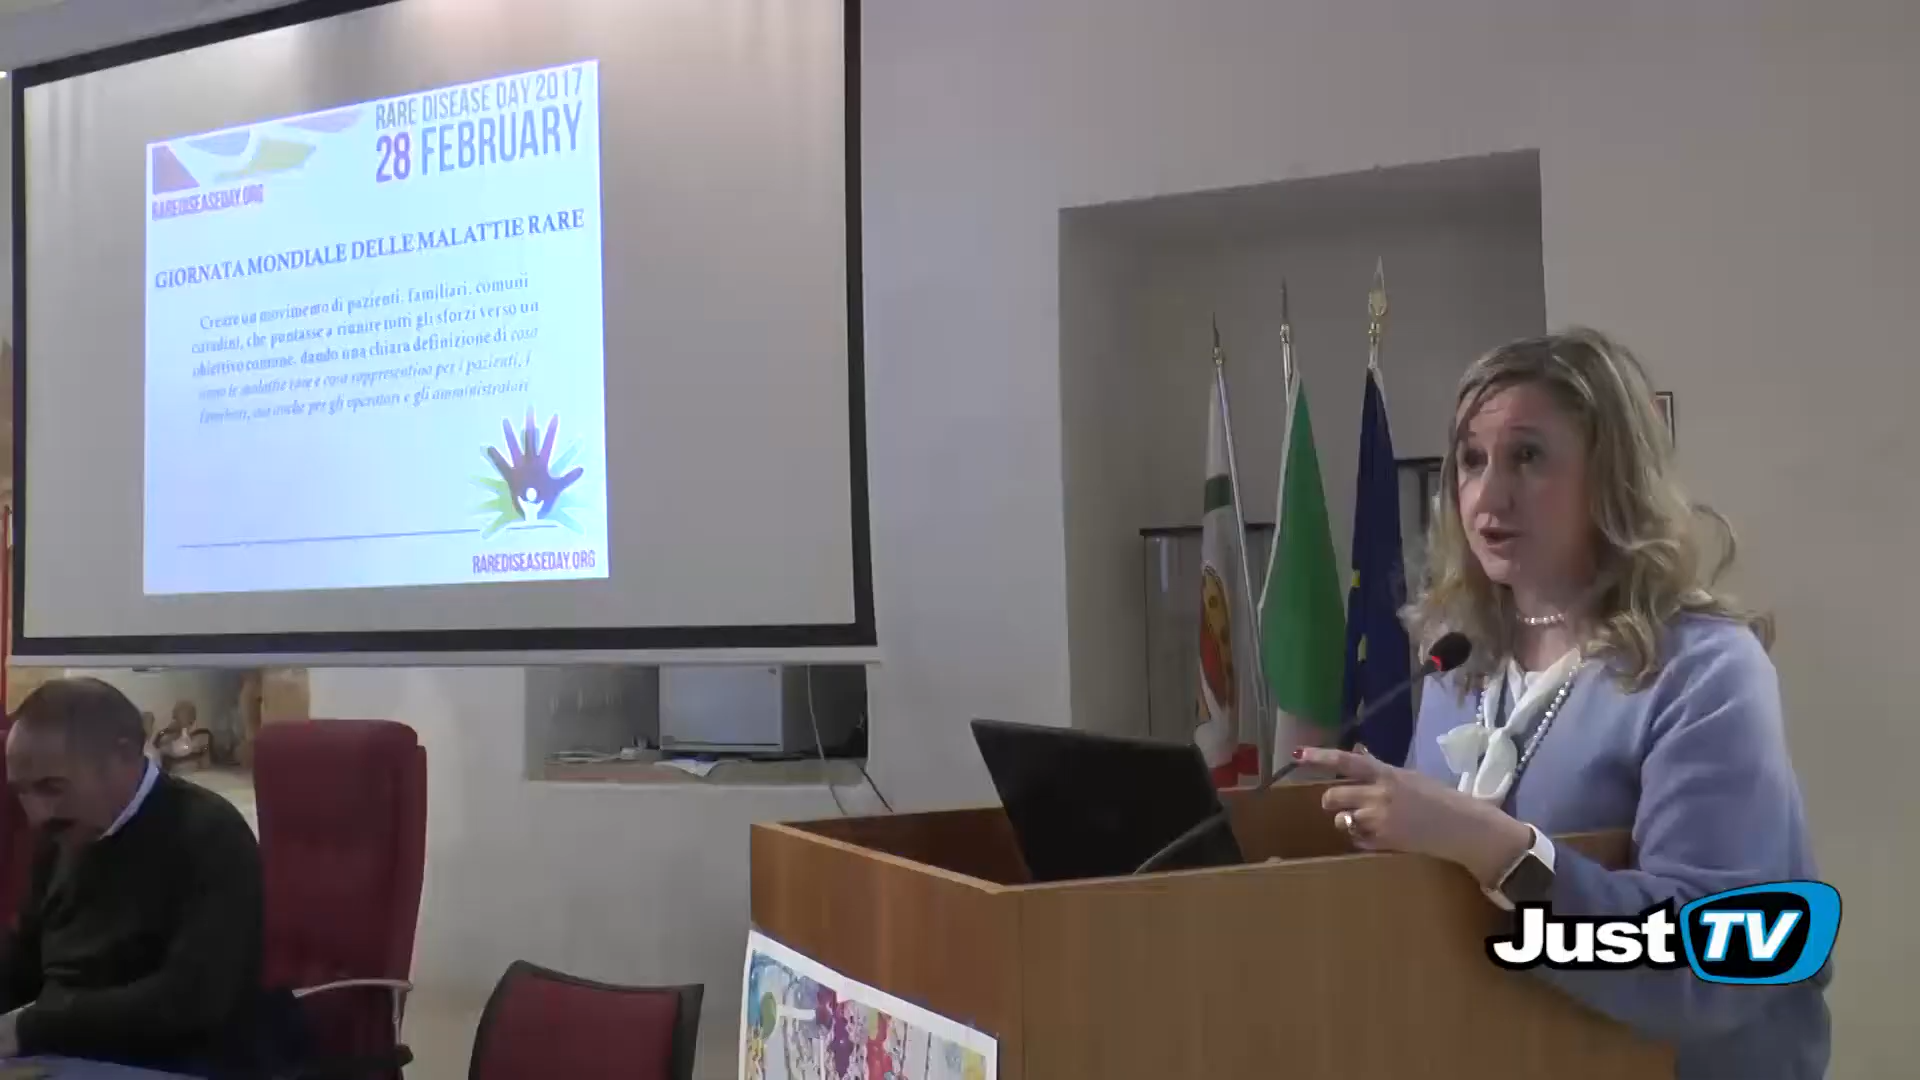 RARE DISEASE DAY 2017
28 FEBRUARY
RAREDISEASEDAY.ORG
GIORNATA MONDIALE DELLE MALATTIE RARE
Creare un movimento di pazienti, familiari, comuni
cittadini, che puntasse a riunire tutti gli sforzi verso un
obiettivo comune, dando una chiara definizione di cosa
sono le malattie rare e cosa rappresentino per i pazienti, i
familiari, ma anche per gli operatori e gli amministratori
RAREDISEASEDAY.ORG
Just TV